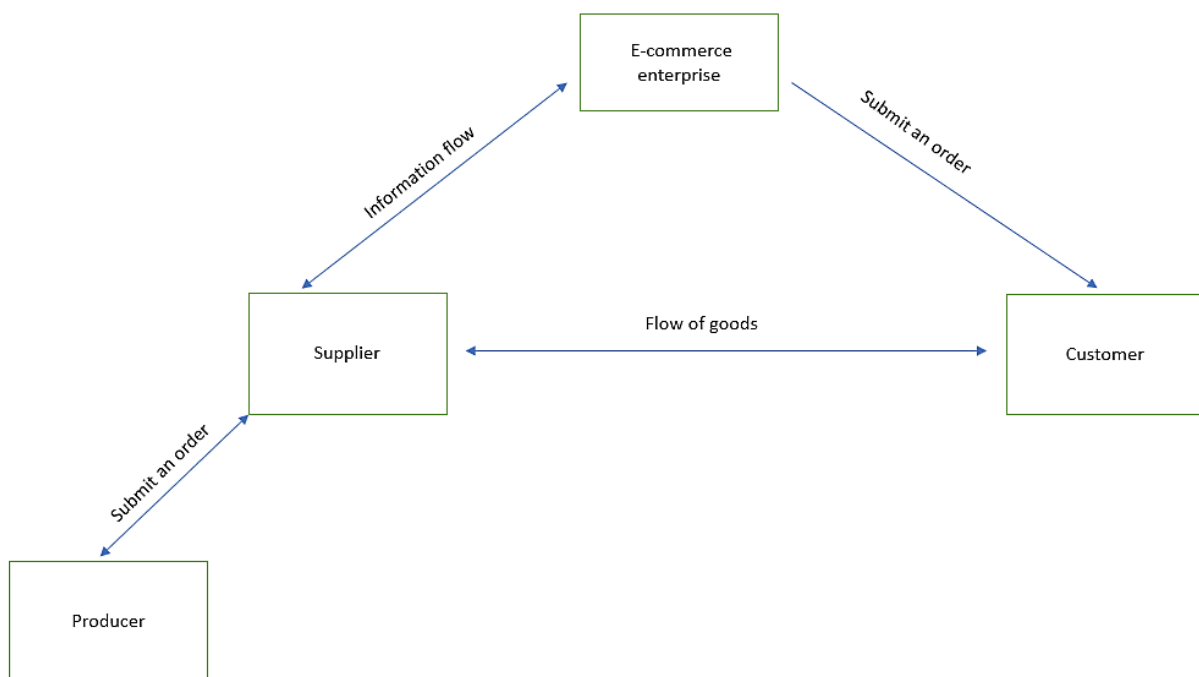 E-commerce
enterprise
Submit an order
Information flow
Flow of goods
Supplier
Customer
Submit an order
Producer